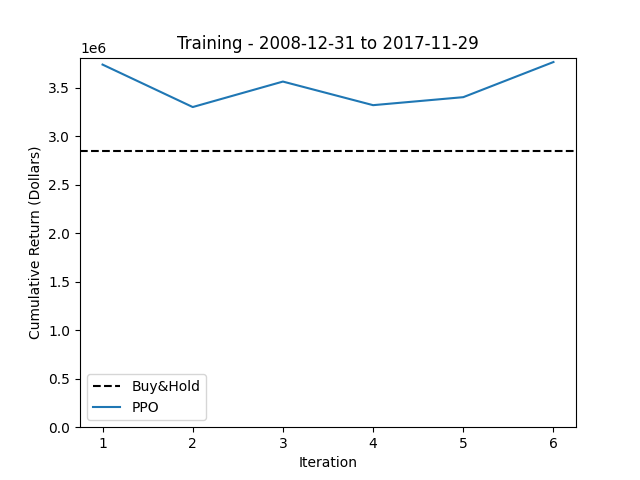 Training - 2008-12-31 to 2017-11-29
1e6
3.5
3.0
2.5
2.0
1.5
1.0
0.5
0.0
Cumulative Return (Dollars)
Buy&Hold
PPO
1 2 3 4 5 6
Iteration